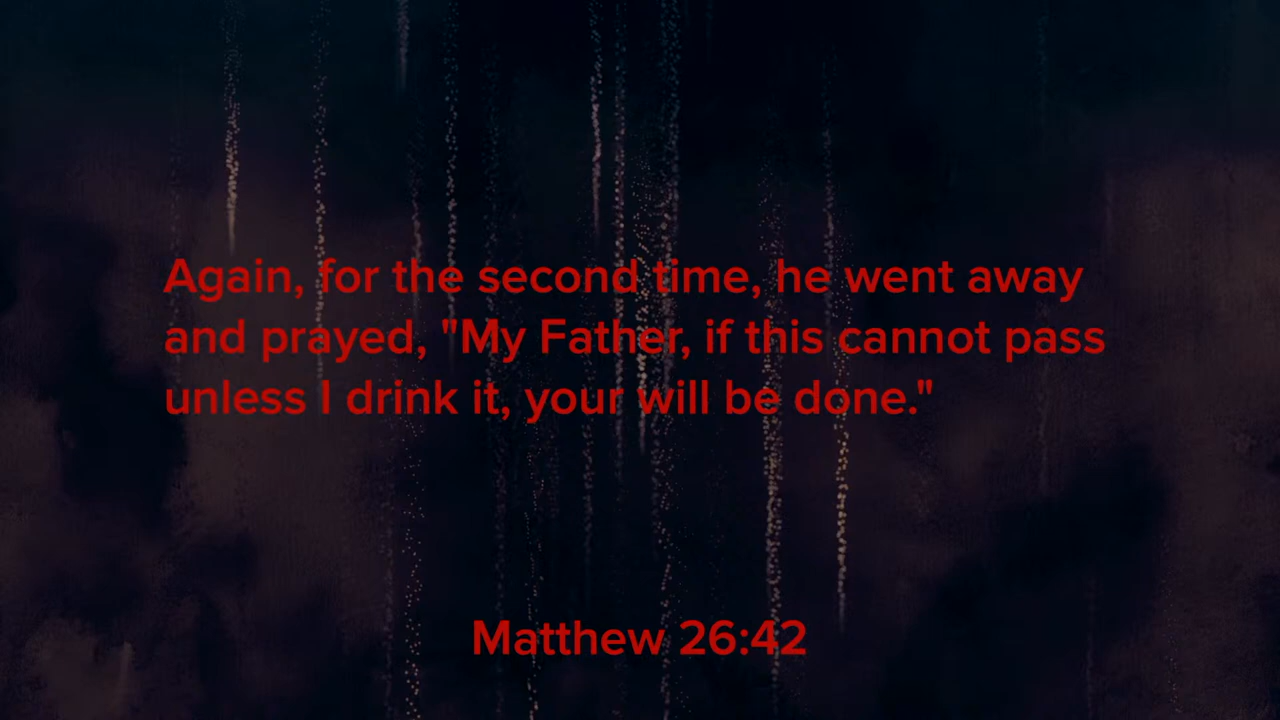 Again, for the second time, he went away
and prayed, "My Father, if this cannot pass
unless I drink it, your will be done."
Matthew 26:42